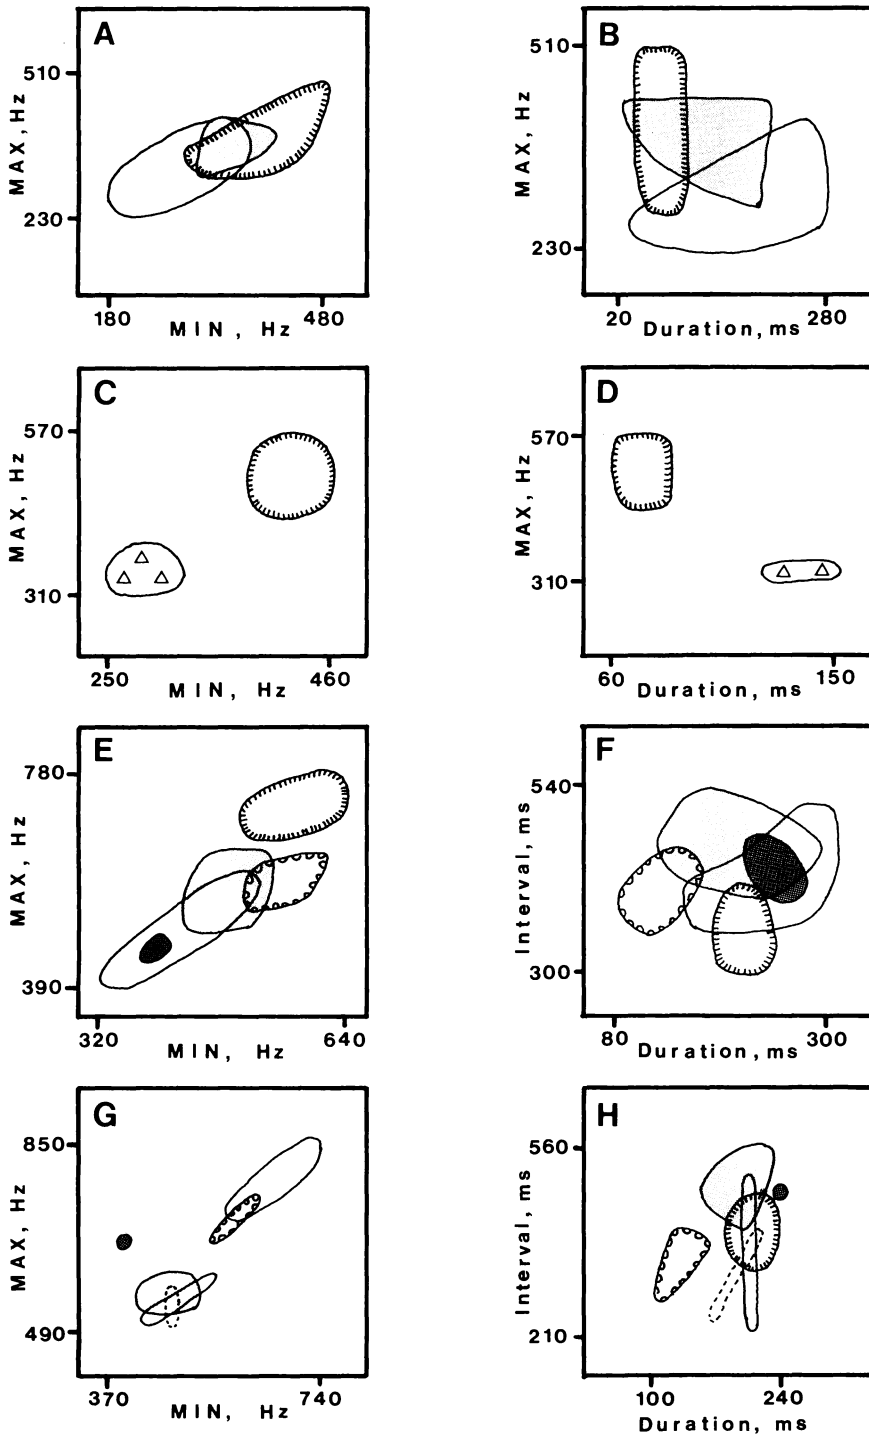 A
MAX, Hz
510
230
180
480
MIN, Hz
B
MAX, Hz
510
230
20
280
Duration, ms
C
MAX, Hz
570
310
250
460
MIN, Hz
D
MAX, Hz
570
310
60
150
Duration, ms
E
MAX, Hz
780
390
320
640
MIN, Hz
F
Interval, ms
540
300
80
300
Duration, ms
G
MAX, Hz
850
490
370
740
MIN, Hz
H
Interval, ms
560
210
100
240
Duration, ms